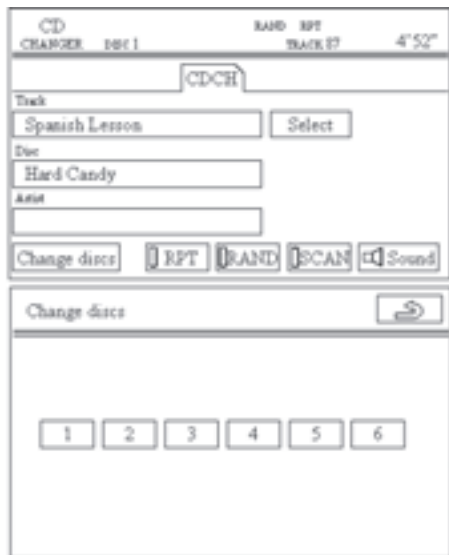 CD RAND RPT
CHANGER DISC 1 TRACK 87 4'52"
CDCH
Track
Spanish Lesson Select
Disc
Hard Candy
Artist
Change discs RPT RAND SCAN Sound
Change discs
1 2 3 4 5 6